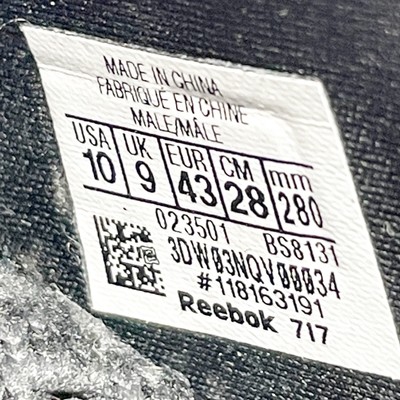 MADE IN CHINA
FABRIQUÉ EN CHINE
MALE/MÂLE
USA UK EUR CM mm
10 9 43 28 280
023501 BS8131
3DW03NQV00034
#118163191
Reebok 717